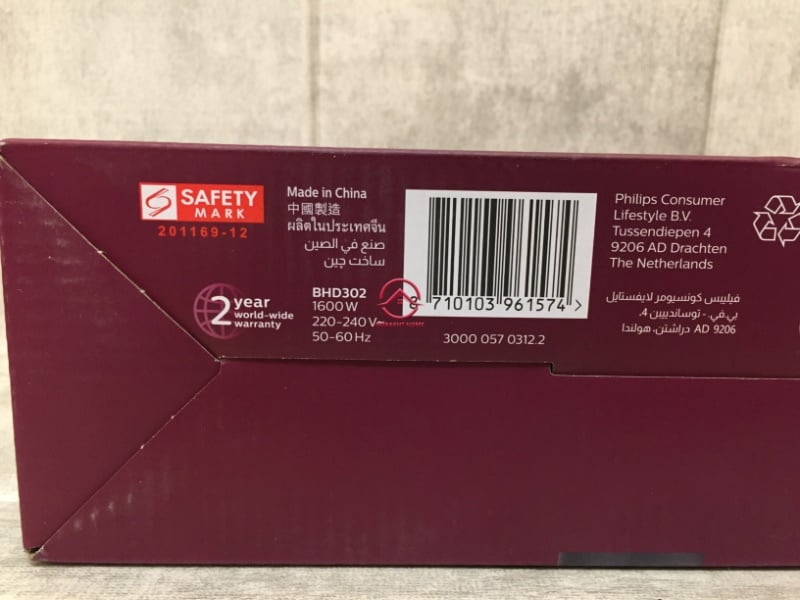 SAFETY
MARK
201169-12
Made in China
中國製造
ผลิตในประเทศจีน
صنع في الصين
ساخت چین
2 year
world-wide
warranty
BHD302
1600 W
220-240 V~
50-60 Hz
8 710103 961574 >
3000 057 0312.2
Philips Consumer
Lifestyle B.V.
Tussendiepen 4
9206 AD Drachten
The Netherlands
فيليبس كونسيومر لايفستايل
بي.في. - توسانديبين 4،
9206 AD دراشتن، هولندا